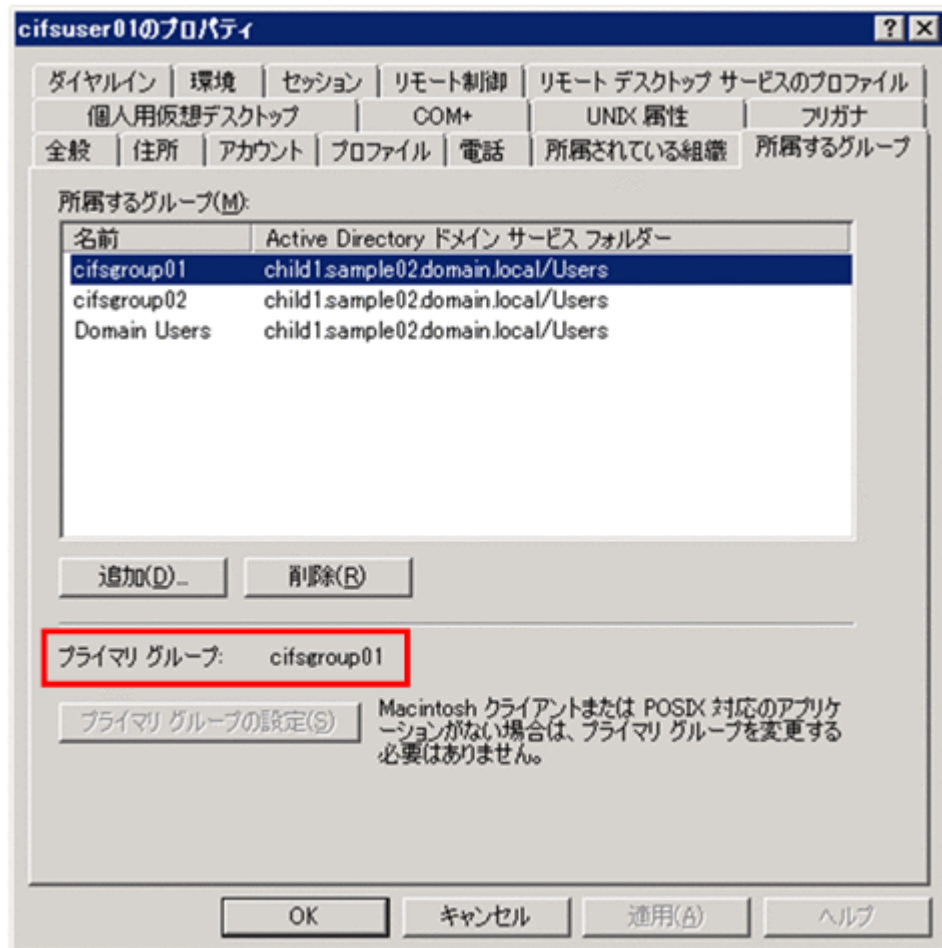 cifsuser01のプロパティ
ダイヤルイン 環境 セッション リモート制御 リモート デスクトップ サービスのプロファイル
個人用仮想デスクトップ COM+ UNIX 属性 フリガナ
全般 住所 アカウント プロファイル 電話 所属されている組織 所属するグループ
所属するグループ(M):
名前 Active Directory ドメイン サービス フォルダー
cifsgroup01 child1.sample02.domain.local/Users
cifsgroup02 child1.sample02.domain.local/Users
Domain Users child1.sample02.domain.local/Users
追加(D)... 削除(R)
プライマリ グループ: cifsgroup01
プライマリ グループの設定(S)
Macintosh クライアントまたは POSIX 対応のアプリケ
ーションがない場合は、プライマリ グループを変更する
必要はありません。
OK キャンセル 適用(A) ヘルプ